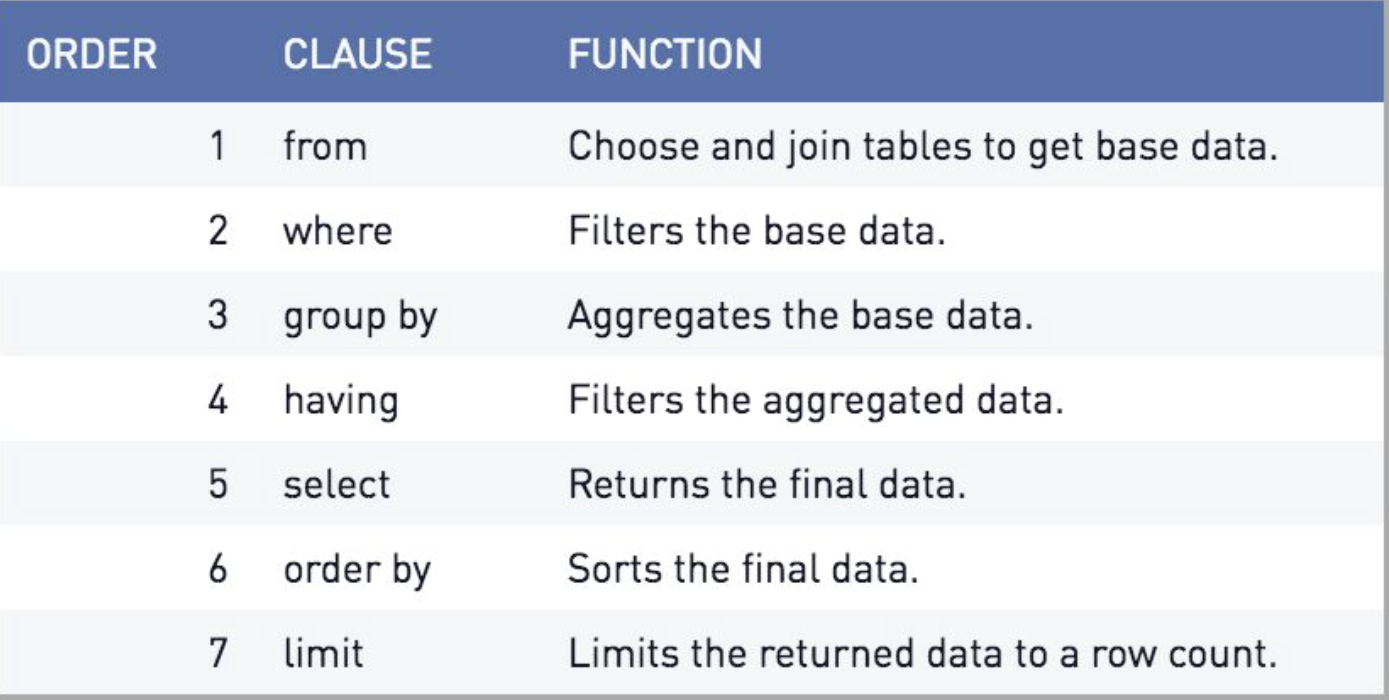 ORDER CLAUSE FUNCTION
1 from Choose and join tables to get base data.
2 where Filters the base data.
3 group by Aggregates the base data.
4 having Filters the aggregated data.
5 select Returns the final data.
6 order by Sorts the final data.
7 limit Limits the returned data to a row count.